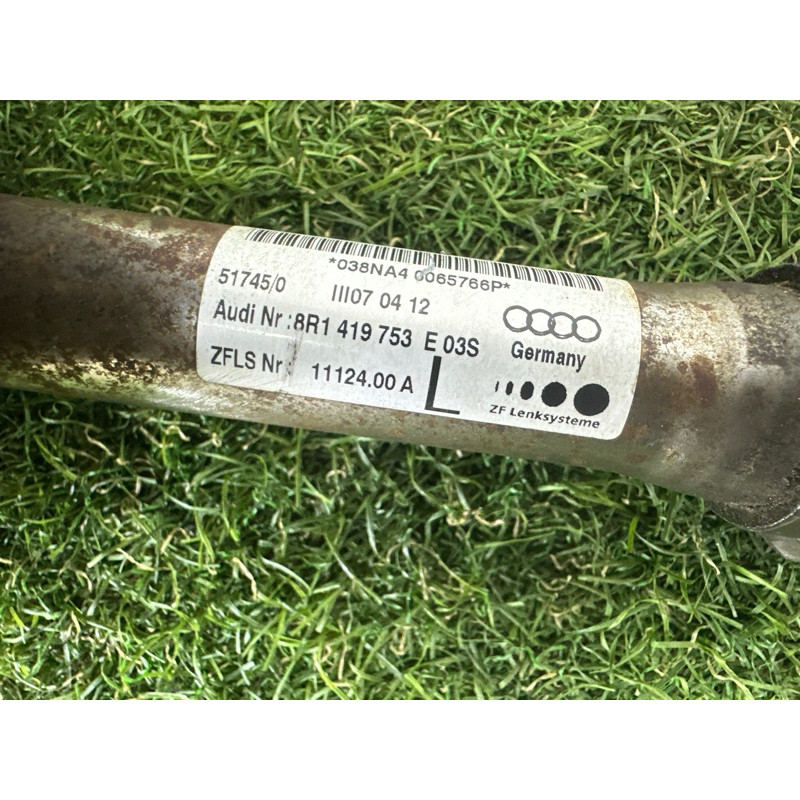 *038NA4 0065766P*
51745/0
III07 04 12
Audi Nr :8R1 419 753 E 03S
Germany
ZFLS Nr : 11124.00 A
L
ZF Lenksysteme